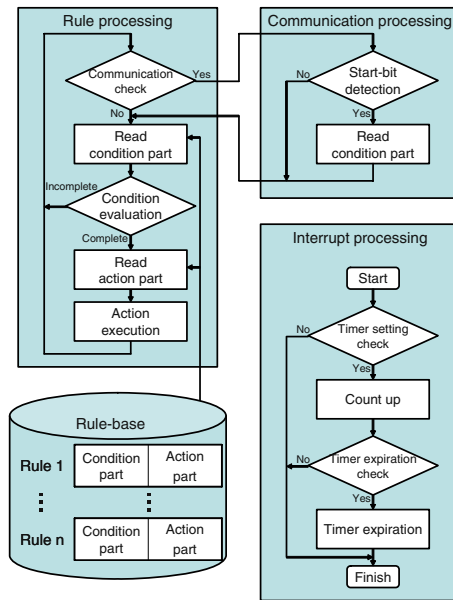 Rule processing
Communication
check
Yes
No
Read
condition part
Incomplete
Condition
evaluation
Complete
Read
action part
Action
execution
Communication processing
No
Start-bit
detection
Yes
Read
condition part
Interrupt processing
Start
No
Timer setting
check
Yes
Count up
No
Timer expiration
check
Yes
Timer expiration
Finish
Rule-base
Rule 1
Condition
part
Action
part
⋮
⋮
Rule n
Condition
part
Action
part